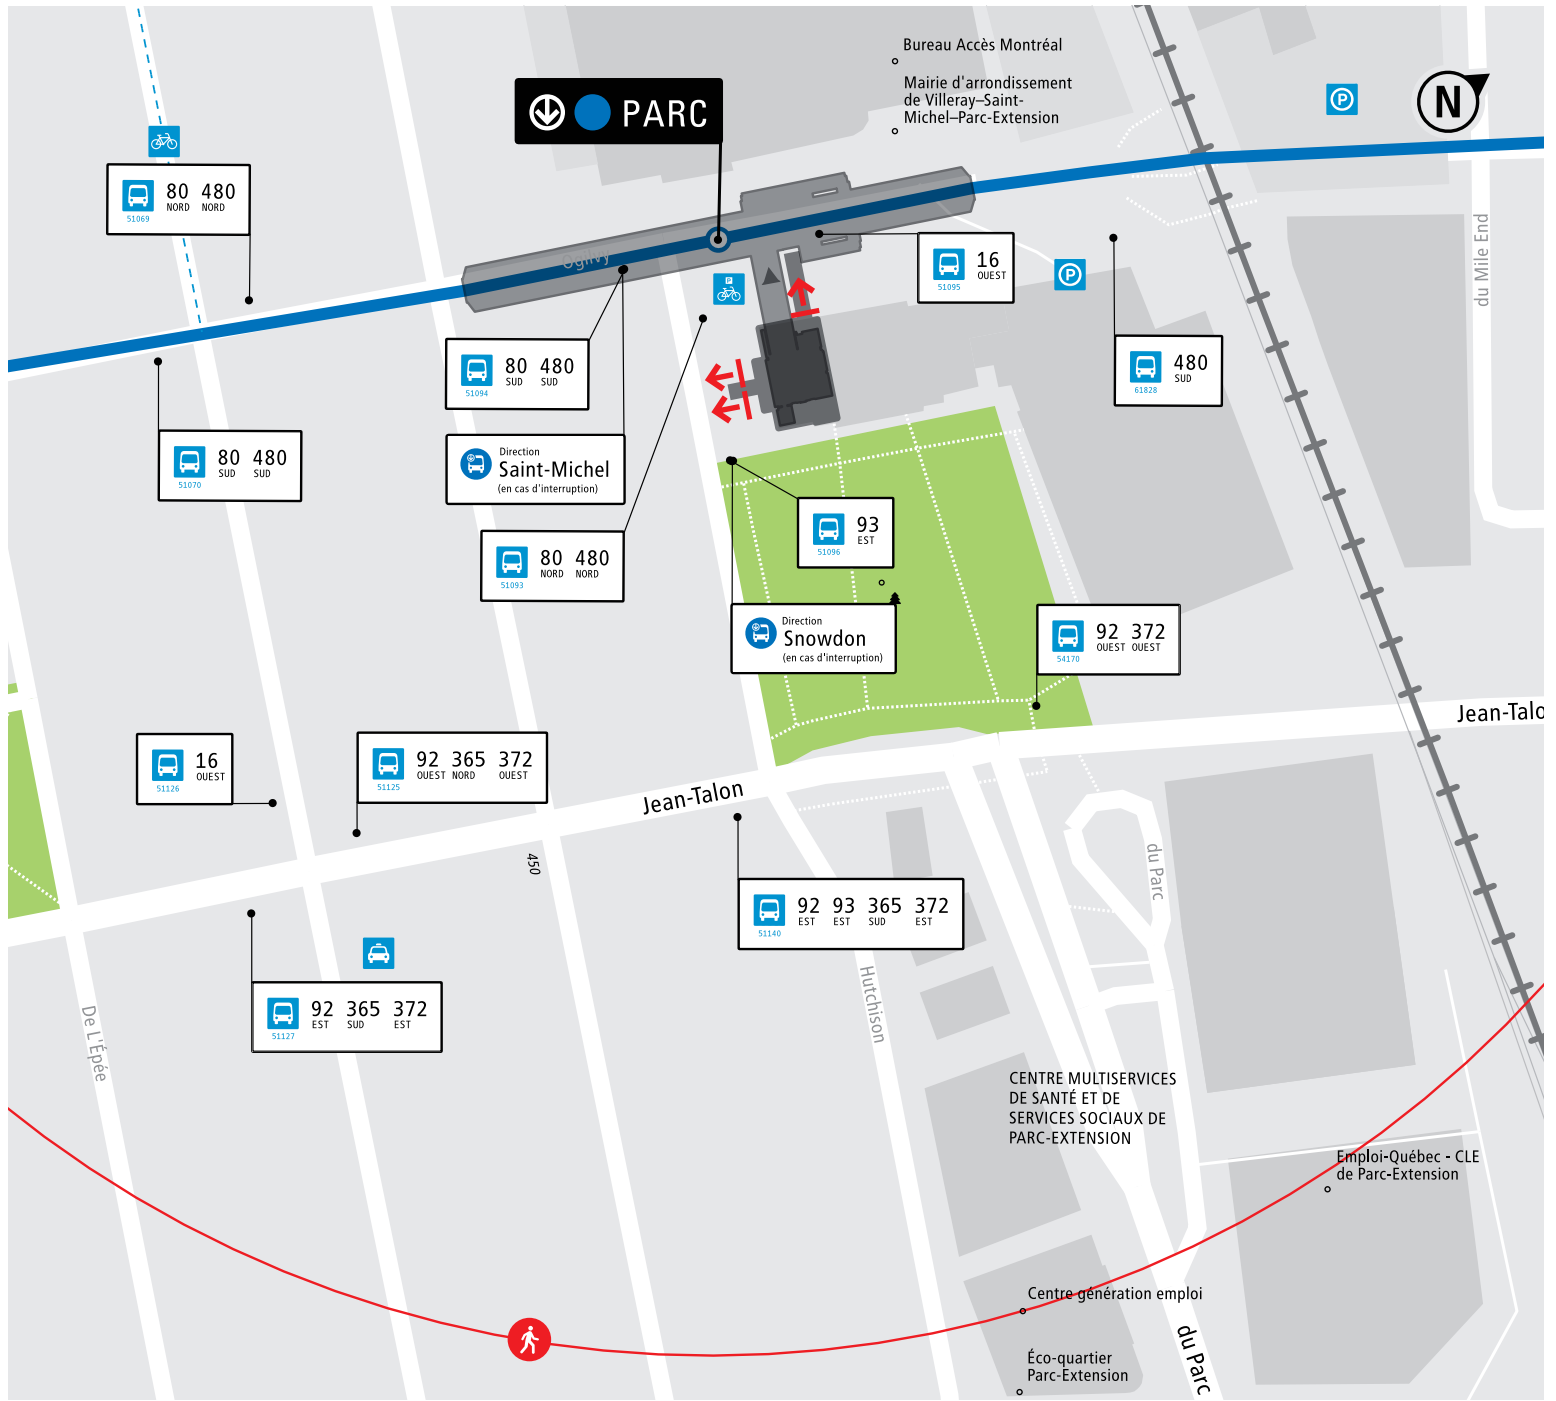 Bureau Accès Montréal
Mairie d'arrondissement
de Villeray–Saint-
Michel–Parc-Extension
P
N
PARC
80 480
NORD NORD
51069
Ogilvy
P
16
OUEST
51095
P
du Mile End
80 480
SUD SUD
51094
480
SUD
61828
80 480
SUD SUD
51070
Direction
Saint-Michel
(en cas d'interruption)
93
EST
51096
80 480
NORD NORD
51093
Direction
Snowdon
(en cas d'interruption)
92 372
OUEST OUEST
54170
Jean-Talo
16
OUEST
51126
92 365 372
OUEST NORD OUEST
51125
Jean-Talon
450
du Parc
92 93 365 372
EST EST SUD EST
51140
92 365 372
EST SUD EST
51127
De L'Épée
Hutchison
CENTRE MULTISERVICES
DE SANTÉ ET DE
SERVICES SOCIAUX DE
PARC-EXTENSION
Emploi-Québec - CLE
de Parc-Extension
Centre génération emploi
du Parc
Éco-quartier
Parc-Extension